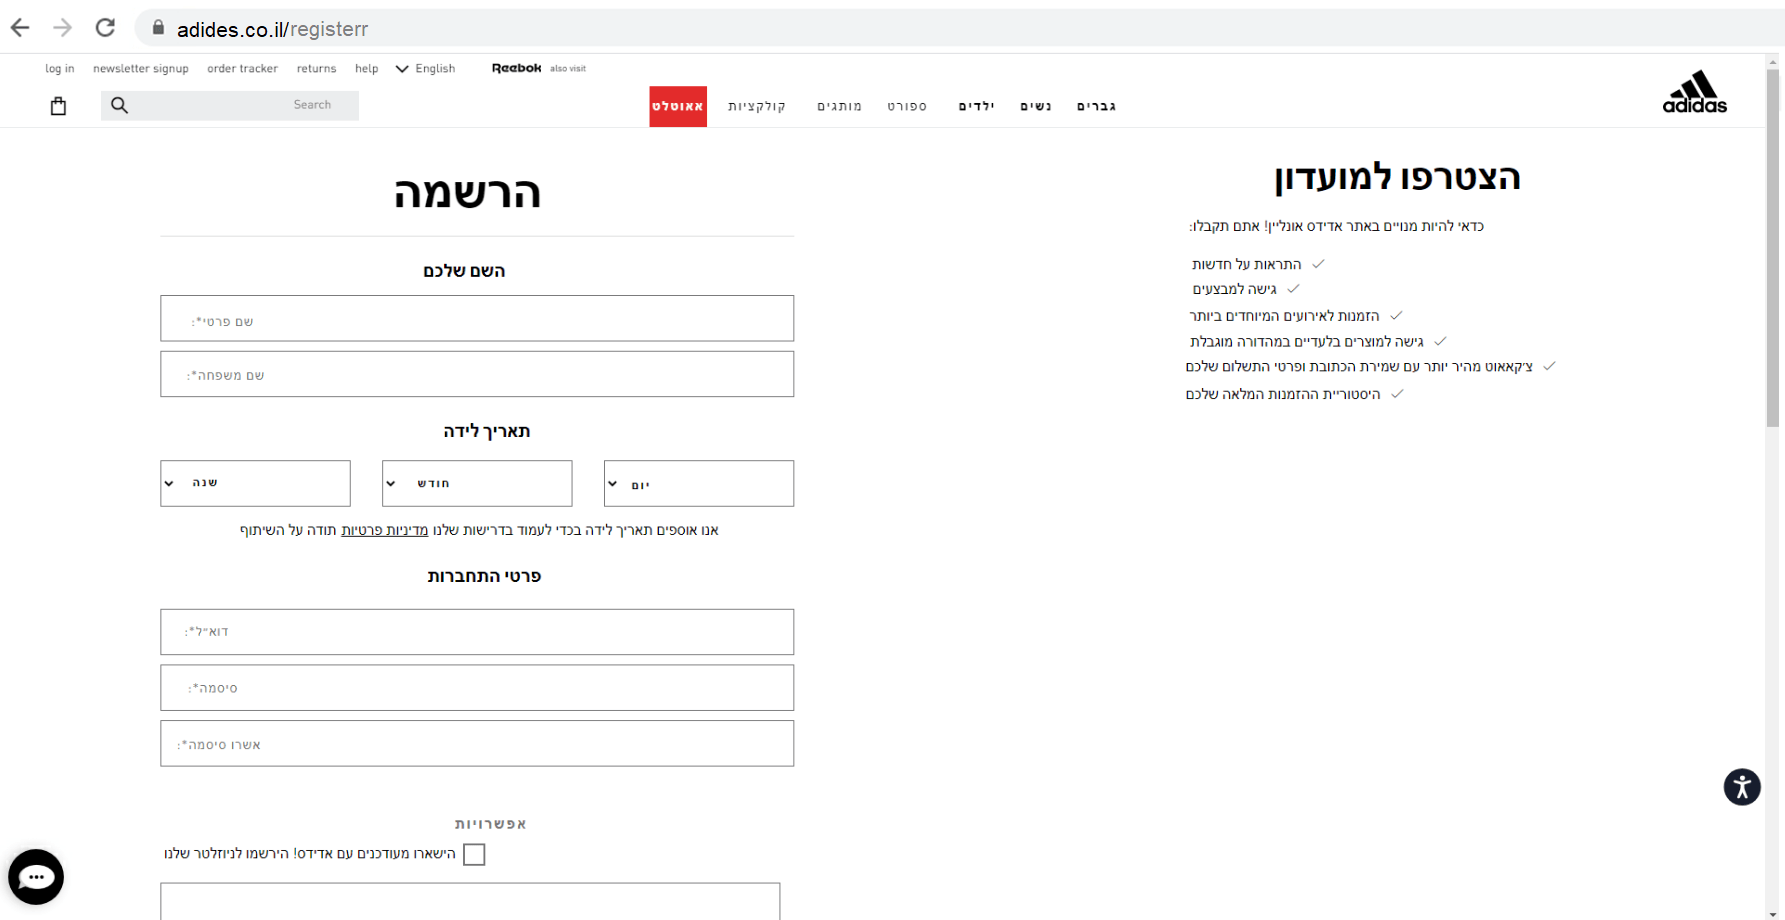 adides.co.il/registerr
log in newsletter signup order tracker returns help English Reebok also visit
Search
גברים נשים ילדים ספורט מותגים קולקציות אאוטלט
adidas
הצטרפו למועדון
כדאי להיות מנויים באתר אדידס אונליין! אתם תקבלו:
התראות על חדשות
גישה למבצעים
הזמנות לאירועים המיוחדים ביותר
גישה למוצרים בלעדיים במהדורה מוגבלת
צ'קאאוט מהיר יותר עם שמירת הכתובת ופרטי התשלום שלכם
היסטוריית ההזמנות המלאה שלכם
הרשמה
השם שלכם
שם פרטי*:
שם משפחה*:
תאריך לידה
יום חודש שנה
אנו אוספים תאריך לידה בכדי לעמוד בדרישות שלנו מדיניות פרטיות תודה על השיתוף
פרטי התחברות
דוא״ל*:
סיסמה*:
אשרו סיסמה*:
אפשרויות
הישארו מעודכנים עם אדידס! הירשמו לניוזלטר שלנו